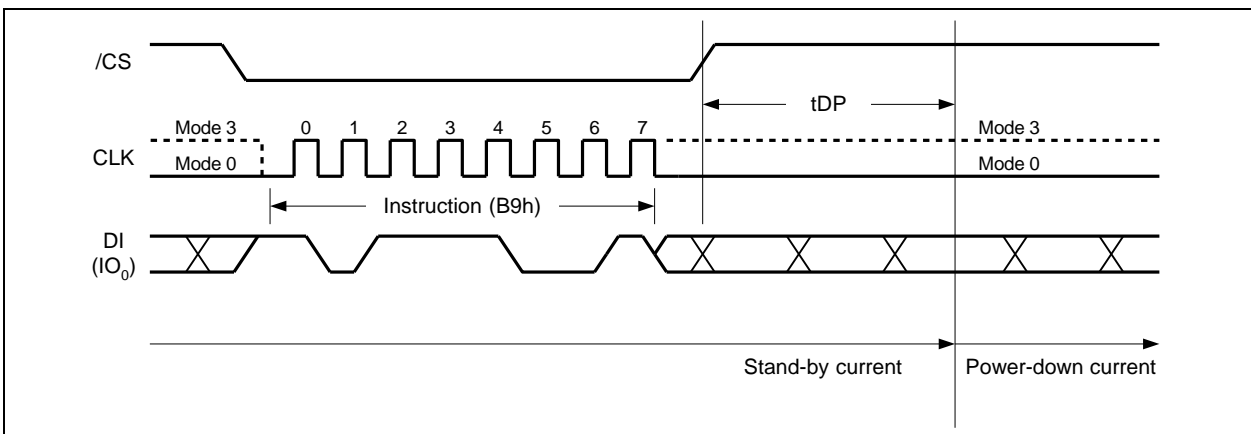 /CS
tDP
Mode 3
0 1 2 3 4 5 6 7
Mode 3
CLK
Mode 0
Mode 0
Instruction (B9h)
DI
(IO₀)
Stand-by current
Power-down current